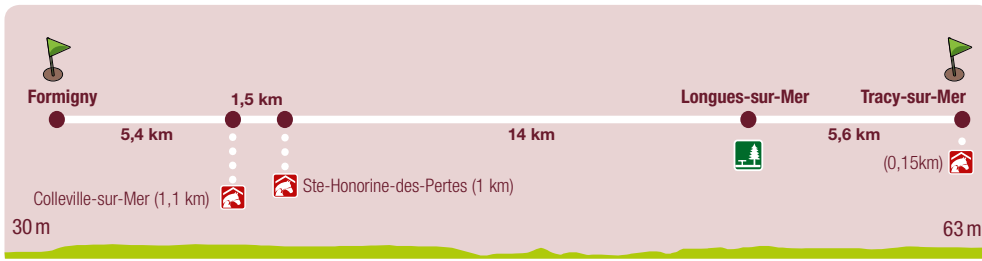 Formigny
1,5 km
Longues-sur-Mer
Tracy-sur-Mer
5,4 km
14 km
5,6 km
(0,15km)
Colleville-sur-Mer (1,1 km)
Ste-Honorine-des-Pertes (1 km)
30 m
63 m